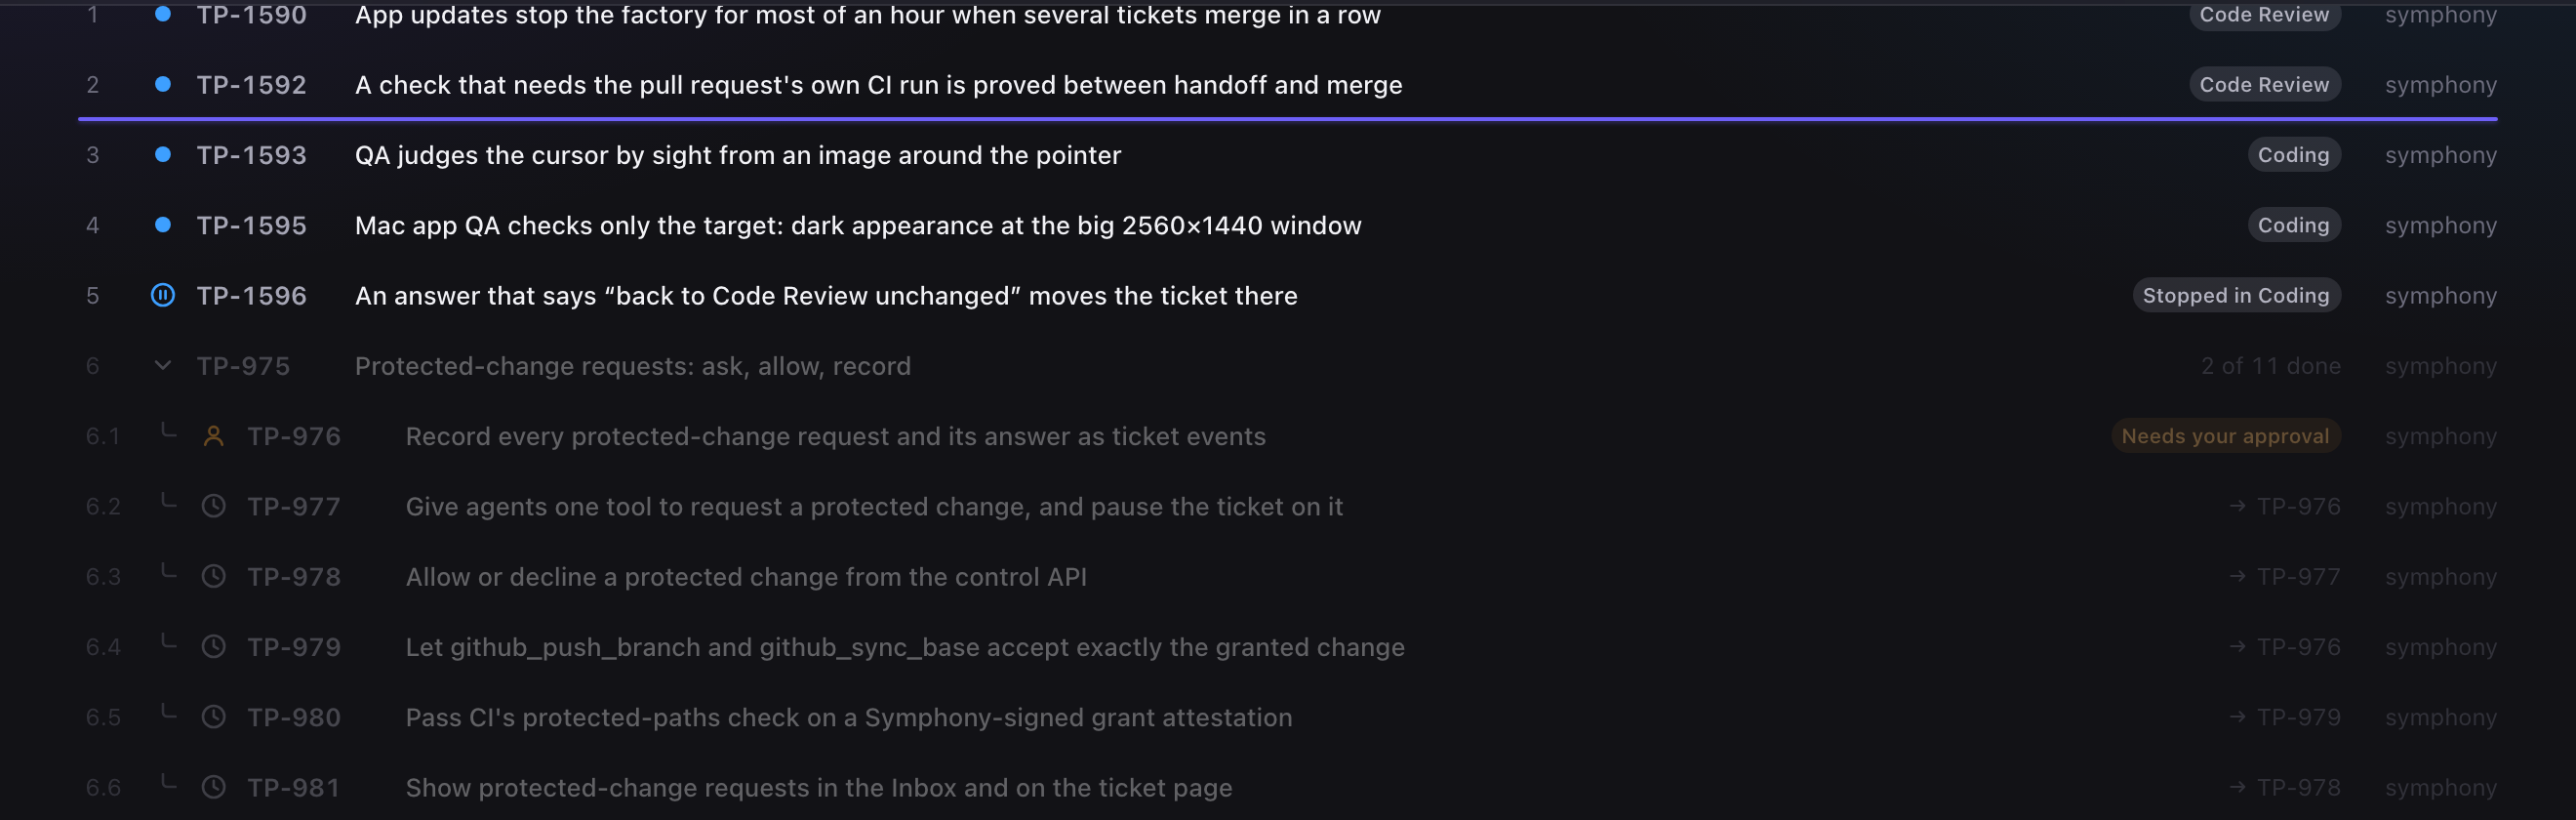 1 TP-1590 App updates stop the factory for most of an hour when several tickets merge in a row Code Review symphony
2 TP-1592 A check that needs the pull request's own CI run is proved between handoff and merge Code Review symphony
3 TP-1593 QA judges the cursor by sight from an image around the pointer Coding symphony
4 TP-1595 Mac app QA checks only the target: dark appearance at the big 2560×1440 window Coding symphony
5 TP-1596 An answer that says “back to Code Review unchanged” moves the ticket there Stopped in Coding symphony
6 TP-975 Protected-change requests: ask, allow, record 2 of 11 done symphony
6.1 TP-976 Record every protected-change request and its answer as ticket events Needs your approval symphony
6.2 TP-977 Give agents one tool to request a protected change, and pause the ticket on it → TP-976 symphony
6.3 TP-978 Allow or decline a protected change from the control API → TP-977 symphony
6.4 TP-979 Let github_push_branch and github_sync_base accept exactly the granted change → TP-976 symphony
6.5 TP-980 Pass CI's protected-paths check on a Symphony-signed grant attestation → TP-979 symphony
6.6 TP-981 Show protected-change requests in the Inbox and on the ticket page → TP-978 symphony